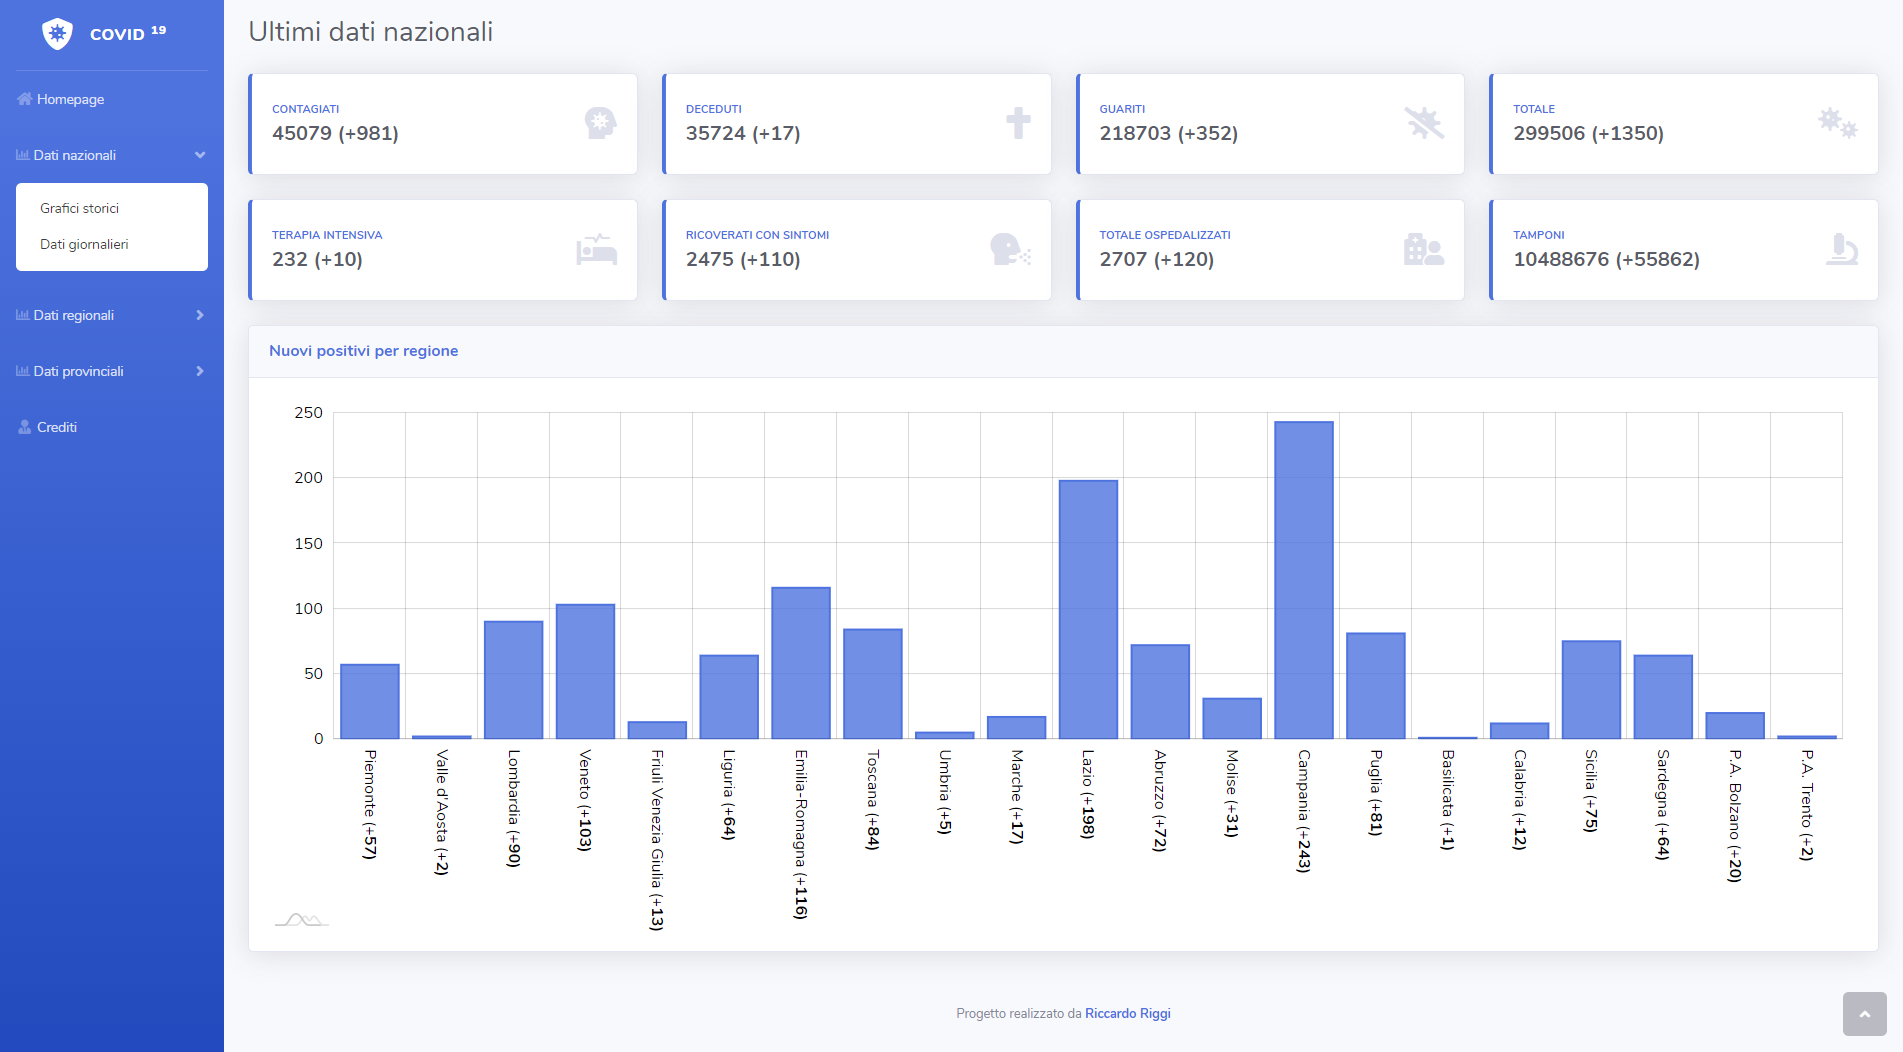 COVID 19
Homepage
Dati nazionali
Grafici storici
Dati giornalieri
Dati regionali
Dati provinciali
Crediti
Ultimi dati nazionali
CONTAGIATI
45079 (+981)
DECEDUTI
35724 (+17)
GUARITI
218703 (+352)
TOTALE
299506 (+1350)
TERAPIA INTENSIVA
232 (+10)
RICOVERATI CON SINTOMI
2475 (+110)
TOTALE OSPEDALIZZATI
2707 (+120)
TAMPONI
10488676 (+55862)
Nuovi positivi per regione
250
200
150
100
50
0
Piemonte (+57)
Valle d'Aosta (+2)
Lombardia (+90)
Veneto (+103)
Friuli Venezia Giulia (+13)
Liguria (+64)
Emilia-Romagna (+116)
Toscana (+84)
Umbria (+5)
Marche (+17)
Lazio (+198)
Abruzzo (+72)
Molise (+31)
Campania (+243)
Puglia (+81)
Basilicata (+1)
Calabria (+12)
Sicilia (+75)
Sardegna (+64)
P.A. Bolzano (+20)
P.A. Trento (+2)
Progetto realizzato da Riccardo Riggi